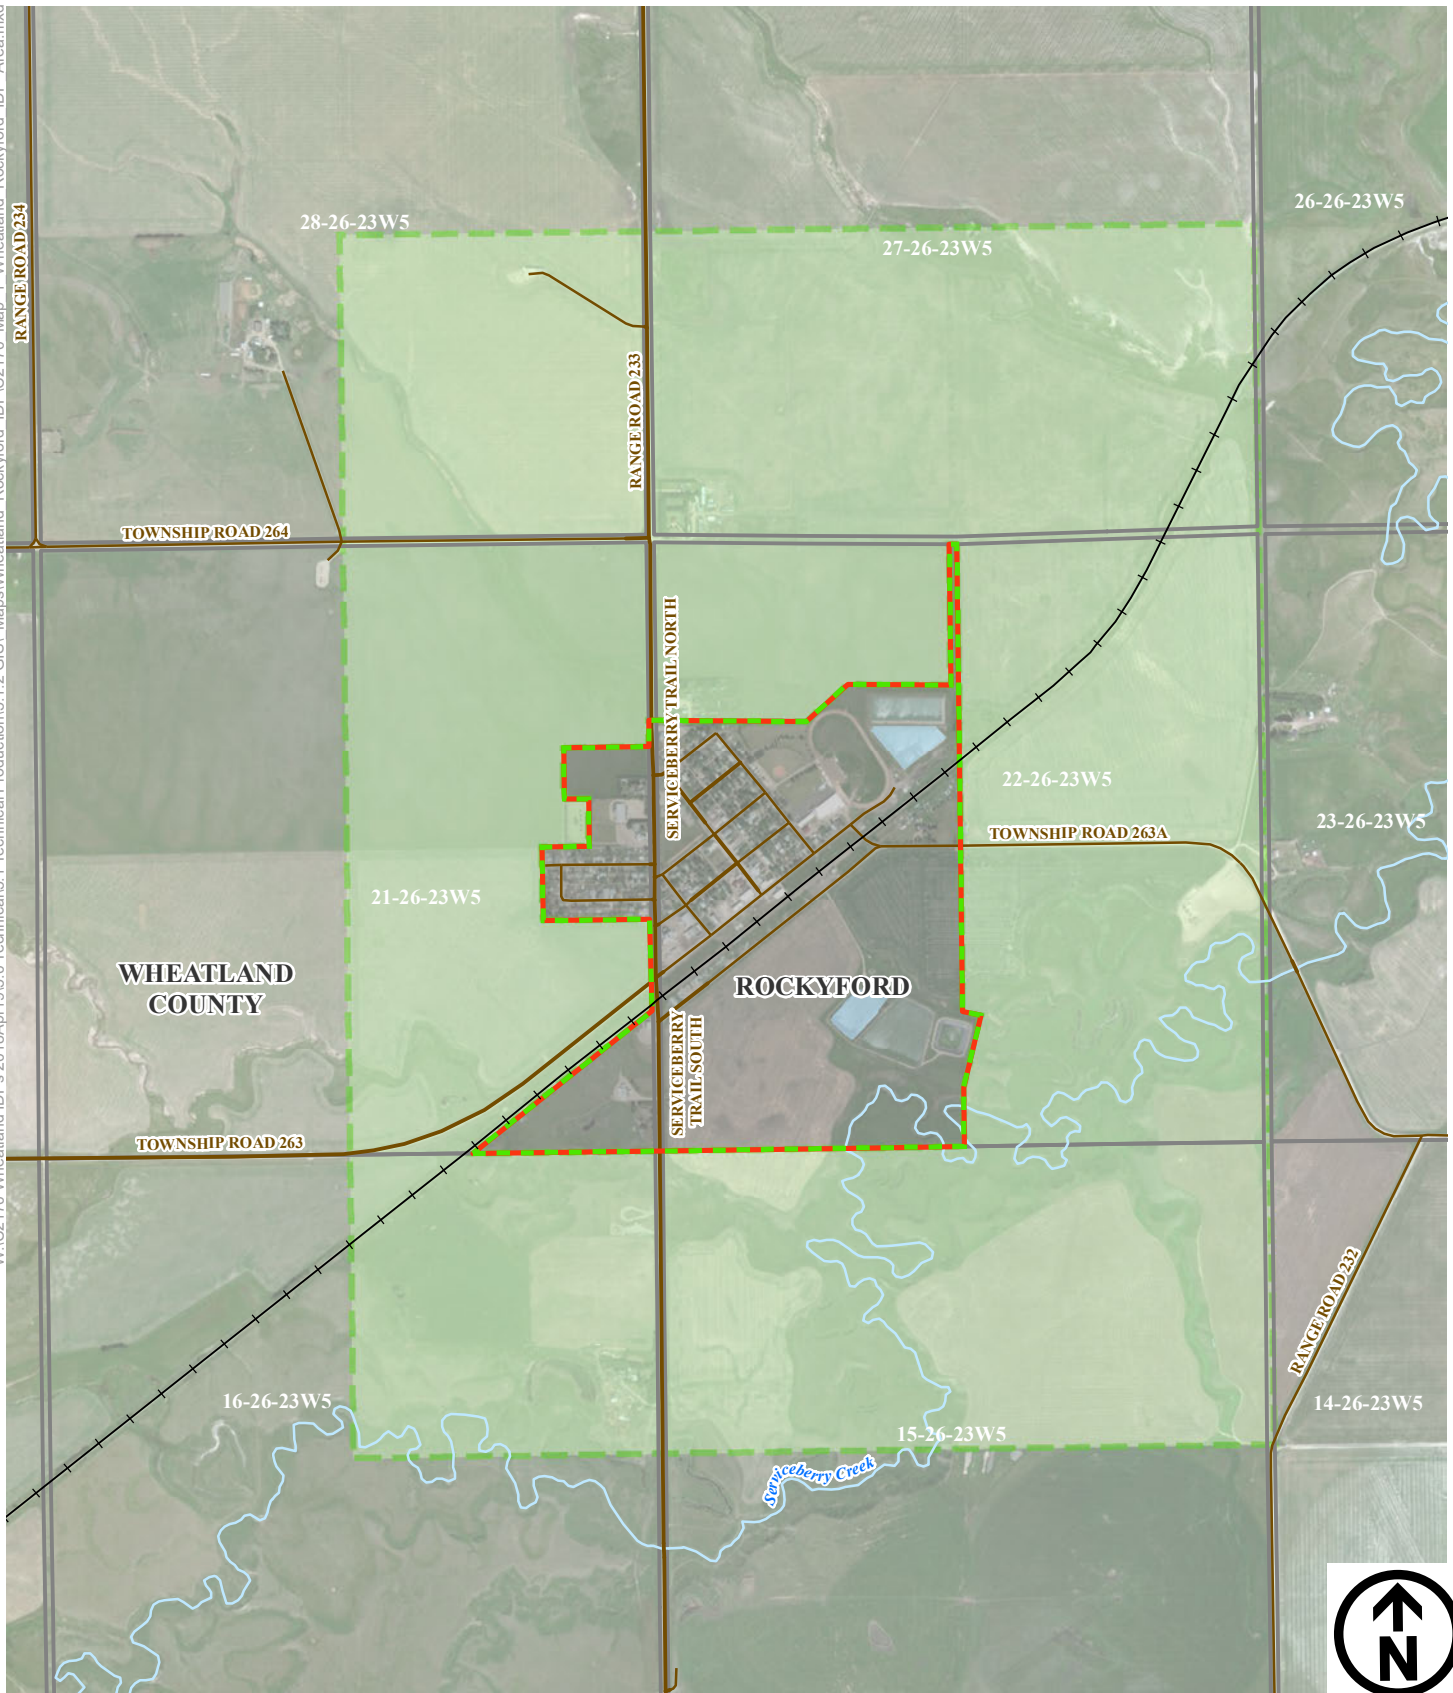 26-26-23W5
28-26-23W5
27-26-23W5
RANGE ROAD 234
RANGE ROAD 233
TOWNSHIP ROAD 264
SERVICEBERRY TRAIL NORTH
22-26-23W5
23-26-23W5
TOWNSHIP ROAD 263A
21-26-23W5
WHEATLAND
COUNTY
ROCKYFORD
SERVICEBERRY
TRAIL SOUTH
TOWNSHIP ROAD 263
RANGE ROAD 232
16-26-23W5
14-26-23W5
15-26-23W5
Serviceberry Creek
N